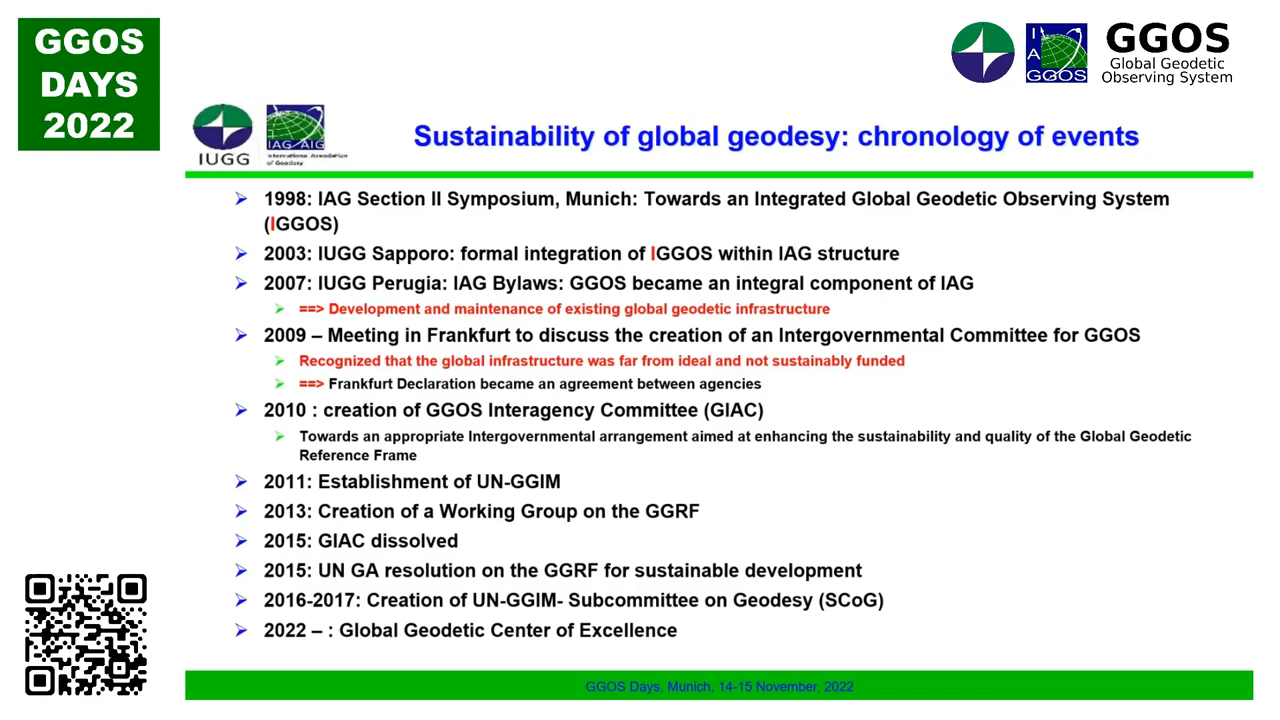 GGOS
DAYS
2022
I
A
GGOS
GGOS
Global Geodetic
Observing System
IUGG
IAG AIG
International Association
of Geodesy
Sustainability of global geodesy: chronology of events
1998: IAG Section II Symposium, Munich: Towards an Integrated Global Geodetic Observing System
(IGGOS)
2003: IUGG Sapporo: formal integration of IGGOS within IAG structure
2007: IUGG Perugia: IAG Bylaws: GGOS became an integral component of IAG
==> Development and maintenance of existing global geodetic infrastructure
2009 – Meeting in Frankfurt to discuss the creation of an Intergovernmental Committee for GGOS
Recognized that the global infrastructure was far from ideal and not sustainably funded
==> Frankfurt Declaration became an agreement between agencies
2010 : creation of GGOS Interagency Committee (GIAC)
Towards an appropriate Intergovernmental arrangement aimed at enhancing the sustainability and quality of the Global Geodetic
Reference Frame
2011: Establishment of UN-GGIM
2013: Creation of a Working Group on the GGRF
2015: GIAC dissolved
2015: UN GA resolution on the GGRF for sustainable development
2016-2017: Creation of UN-GGIM- Subcommittee on Geodesy (SCoG)
2022 – : Global Geodetic Center of Excellence
GGOS Days, Munich, 14-15 November, 2022